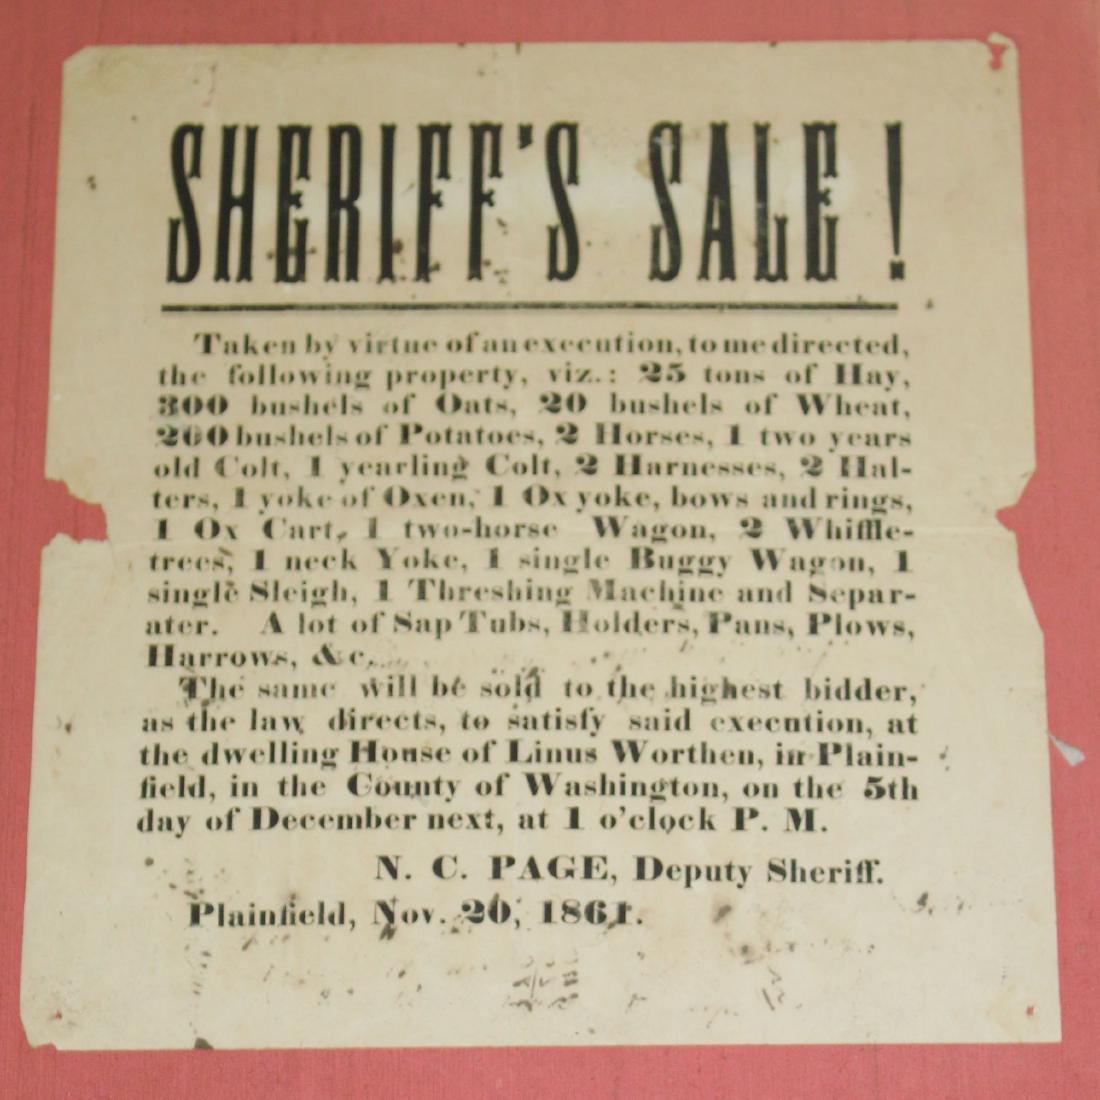 SHERIFF'S SALE!
Taken by virtue of an execution, to me directed,
the following property, viz.: 25 tons of Hay,
300 bushels of Oats, 20 bushels of Wheat,
200 bushels of Potatoes, 2 Horses, 1 two years
old Colt, 1 yearling Colt, 2 Harnesses, 2 Hal-
ters, 1 yoke of Oxen, 1 Ox yoke, bows and rings,
1 Ox Cart, 1 two-horse Wagon, 2 Whiffle-
trees, 1 neck Yoke, 1 single Buggy Wagon, 1
single Sleigh, 1 Threshing Machine and Separ-
ater. A lot of Sap Tubs, Holders, Pans, Plows,
Harrows, &c.
The same will be sold to the highest bidder,
as the law directs, to satisfy said execution, at
the dwelling House of Linus Worthen, in Plain-
field, in the County of Washington, on the 5th
day of December next, at 1 o'clock P. M.
N. C. PAGE, Deputy Sheriff.
Plainfield, Nov. 20, 1861.